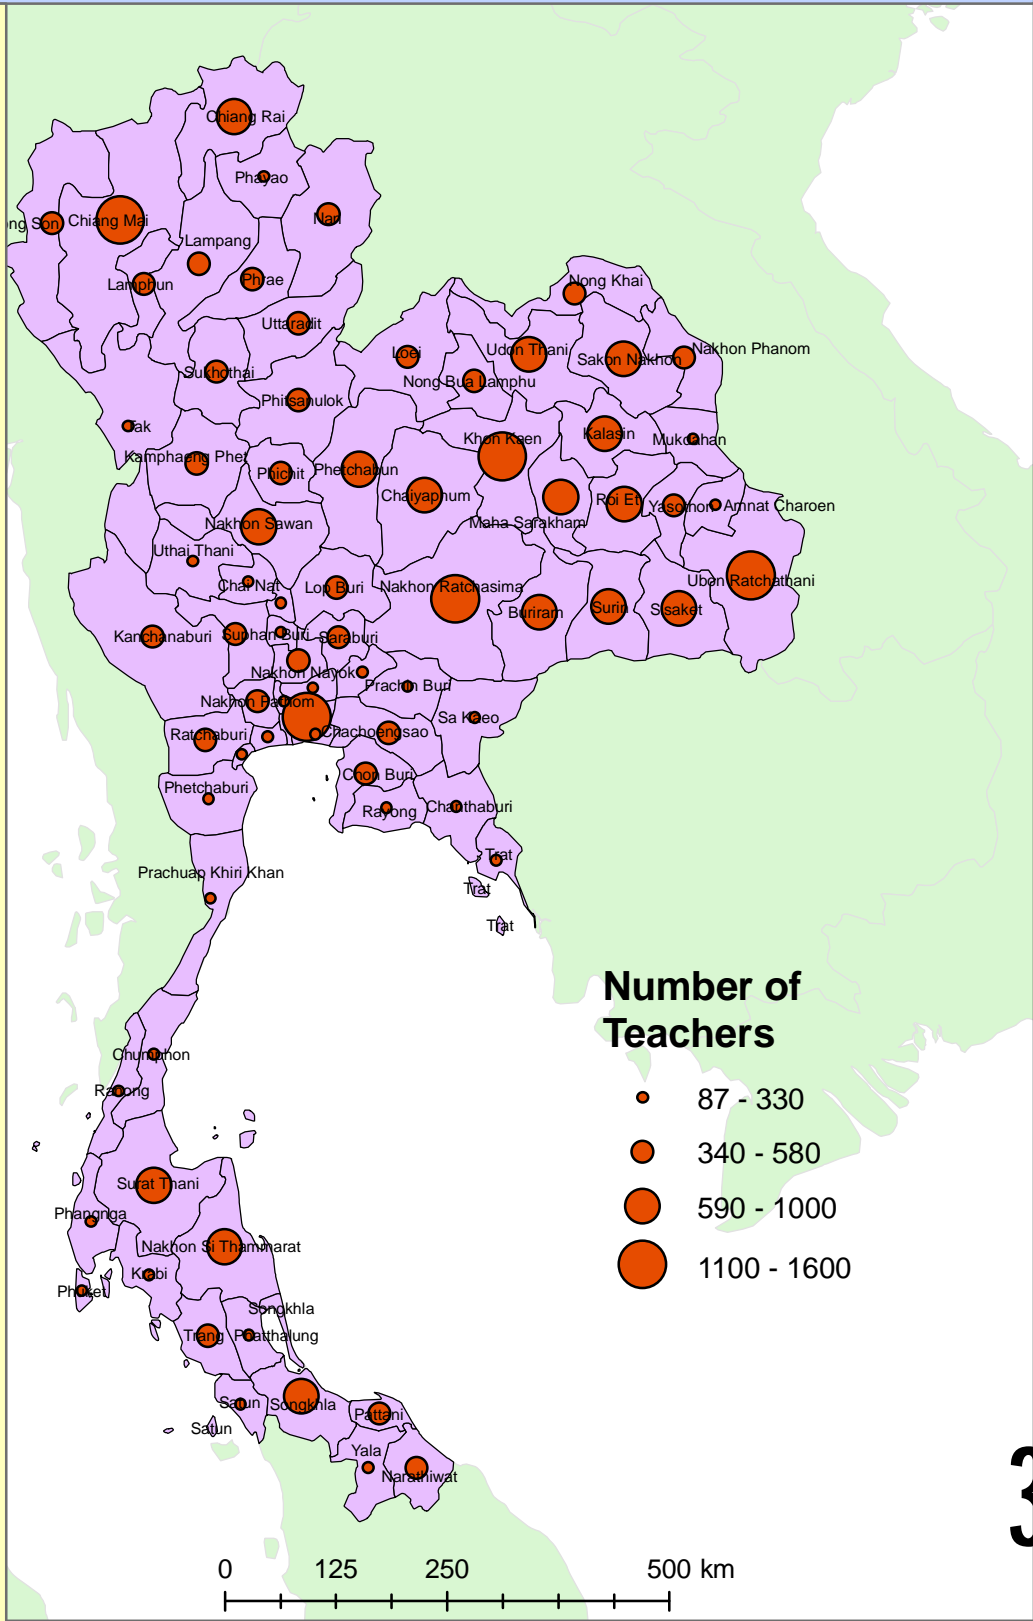 Chiang Rai
Phayao
Nan
ng Son
Chiang Mai
Lampang
Lamphun
Phrae
Nong Khai
Uttaradit
Loei
Udon Thani
Sakon Nakhon
Nakhon Phanom
Sukhothai
Nong Bua Lamphu
Phitsanulok
Tak
Khon Kaen
Kalasin
Mukdahan
Kamphaeng Phet
Phichit
Phetchabun
Chaiyaphum
Roi Et
Yasothon
Amnat Charoen
Nakhon Sawan
Maha Sarakham
Uthai Thani
Chai Nat
Lop Buri
Nakhon Ratchasima
Ubon Ratchathani
Buriram
Surin
Sisaket
Kanchanaburi
Suphan Buri
Saraburi
Nakhon Nayok
Prachin Buri
Nakhon Pathom
Sa Kaeo
Ratchaburi
Chachoengsao
Chon Buri
Phetchaburi
Rayong
Chanthaburi
Trat
Prachuap Khiri Khan
Trat
Trat
Number of
Teachers
87 - 330
340 - 580
590 - 1000
1100 - 1600
Chumphon
Ranong
Surat Thani
Phangnga
Nakhon Si Thammarat
Krabi
Phuket
Songkhla
Trang
Phatthalung
Satun
Songkhla
Pattani
Satun
Yala
Narathiwat
3
0 125 250 500 km